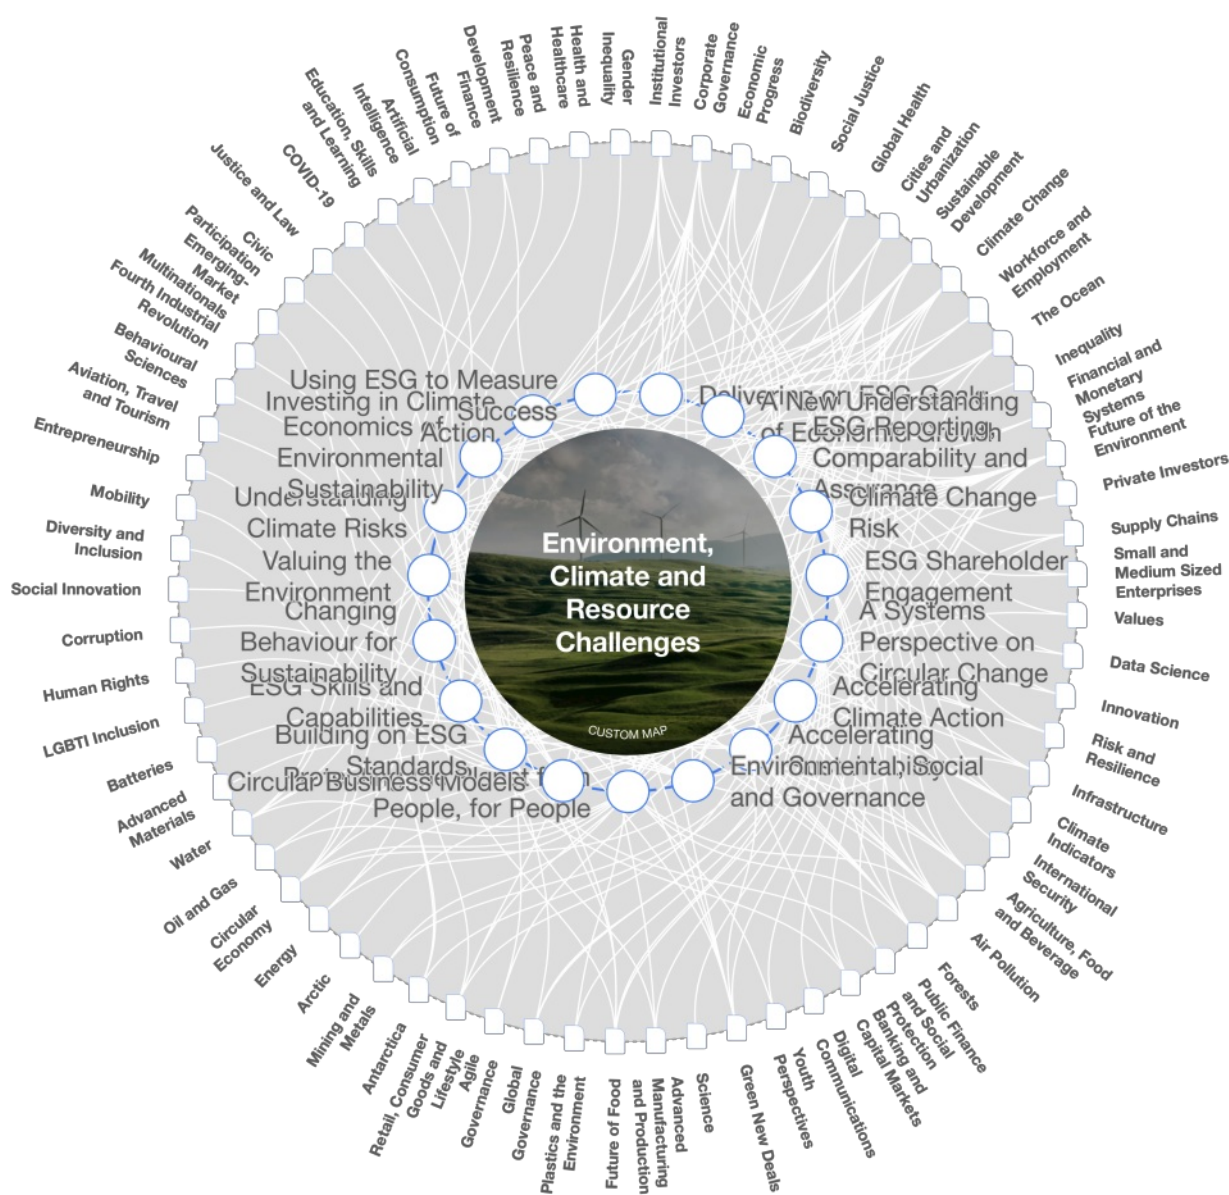 Gender
Inequality
Institutional
Investors
Corporate
Governance
Economic
Progress
Biodiversity
Social Justice
Global Health
Cities and
Urbanization
Sustainable
Development
Climate Change
Workforce and
Employment
The Ocean
Inequality
Financial and
Monetary
Systems
Future of the
Environment
Private Investors
Supply Chains
Small and
Medium Sized
Enterprises
Values
Data Science
Innovation
Risk and
Resilience
Infrastructure
Climate
Indicators
International
Security
Agriculture, Food
and Beverage
Air Pollution
Forests
Public Finance
and Social
Protection
Banking and
Capital Markets
Digital
Communications
Youth
Perspectives
Green New Deals
Science
Advanced
Manufacturing
and Production
Future of Food
Plastics and the
Environment
Global
Governance
Agile
Governance
Retail, Consumer
Goods and
Lifestyle
Antarctica
Mining and
Metals
Arctic
Energy
Circular
Economy
Oil and Gas
Water
Advanced
Materials
Batteries
LGBTI Inclusion
Human Rights
Corruption
Social Innovation
Diversity and
Inclusion
Mobility
Entrepreneurship
Aviation, Travel
and Tourism
Behavioural
Sciences
Fourth Industrial
Revolution
Emerging-
Market
Multinationals
Civic
Participation
Justice and Law
COVID-19
Education, Skills
and Learning
Artificial
Intelligence
Future of
Consumption
Development
Finance
Peace and
Resilience
Health and
Healthcare
Delivering on ESG Goals
A New Understanding
of Economic Growth
ESG Reporting,
Comparability and
Assurance
Climate Change
Risk
ESG Shareholder
Engagement
A Systems
Perspective on
Circular Change
Accelerating
Climate Action
Accelerating
Environmental, Social
and Governance
People, for People
Circular Business Models
Building on ESG
Standards
ESG Skills and
Capabilities
Changing
Behaviour for
Sustainability
Valuing the
Environment
Understanding
Climate Risks
Economics of
Environmental
Sustainability
Investing in Climate
Action
Using ESG to Measure
Success
Environment,
Climate and
Resource
Challenges
CUSTOM MAP